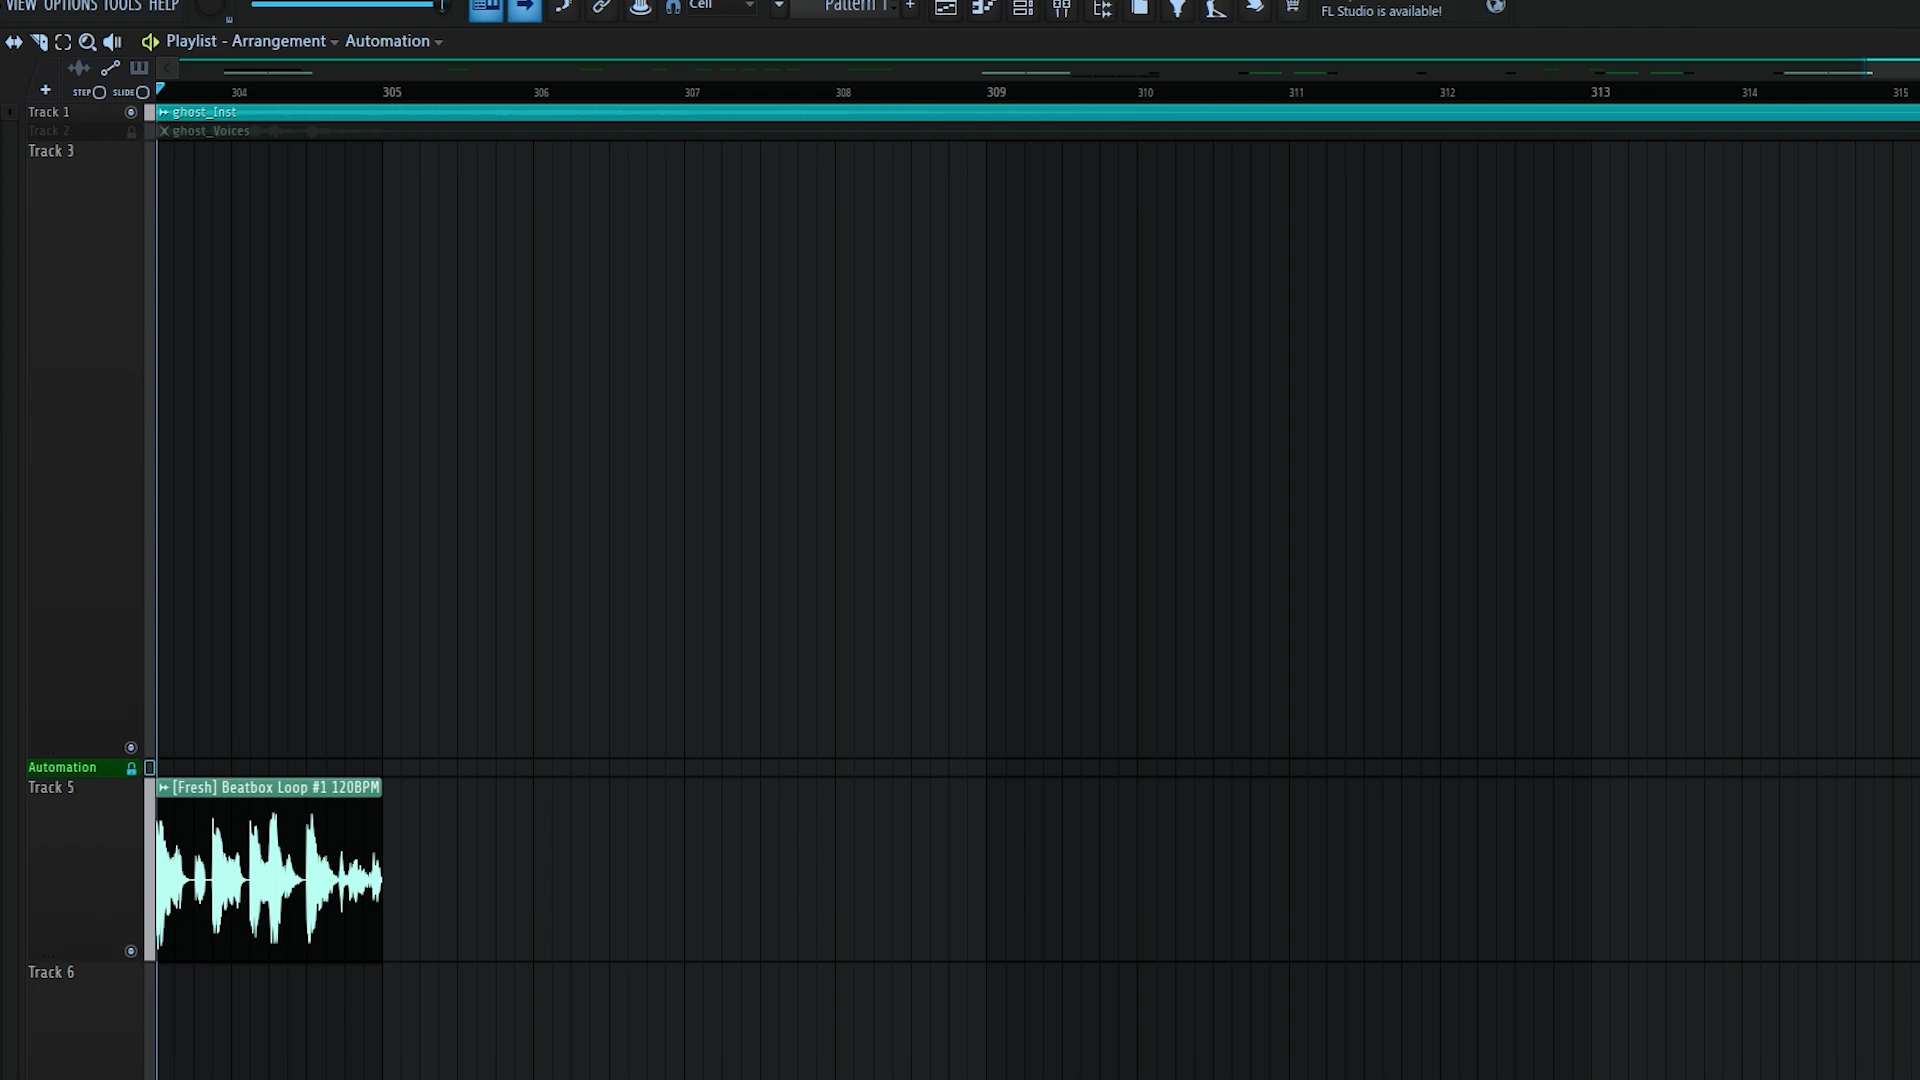 VIEW OPTIONS TOOLS HELP
Cell
Pattern 1
FL Studio is available!
Playlist - Arrangement
Automation
STEP
SLIDE
304 305 306 307 308 309 310 311 312 313 314 315
Track 1
ghost_Inst
Track 2
ghost_Voices
Track 3
Automation
Track 5
[Fresh] Beatbox Loop #1 120BPM
Track 6